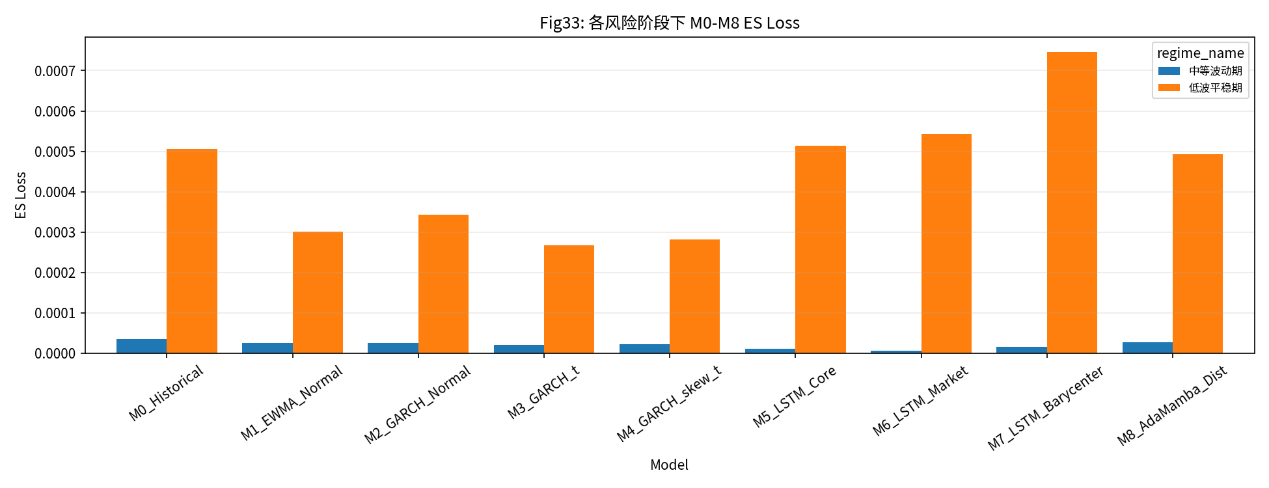 Fig33: 各风险阶段下 M0-M8 ES Loss
regime_name
中等波动期
低波平稳期
ES Loss
0.0007
0.0006
0.0005
0.0004
0.0003
0.0002
0.0001
0.0000
M0_Historical
M1_EWMA_Normal
M2_GARCH_Normal
M3_GARCH_t
M4_GARCH_skew_t
M5_LSTM_Core
M6_LSTM_Market
M7_LSTM_Barycenter
M8_AdaMamba_Dist
Model